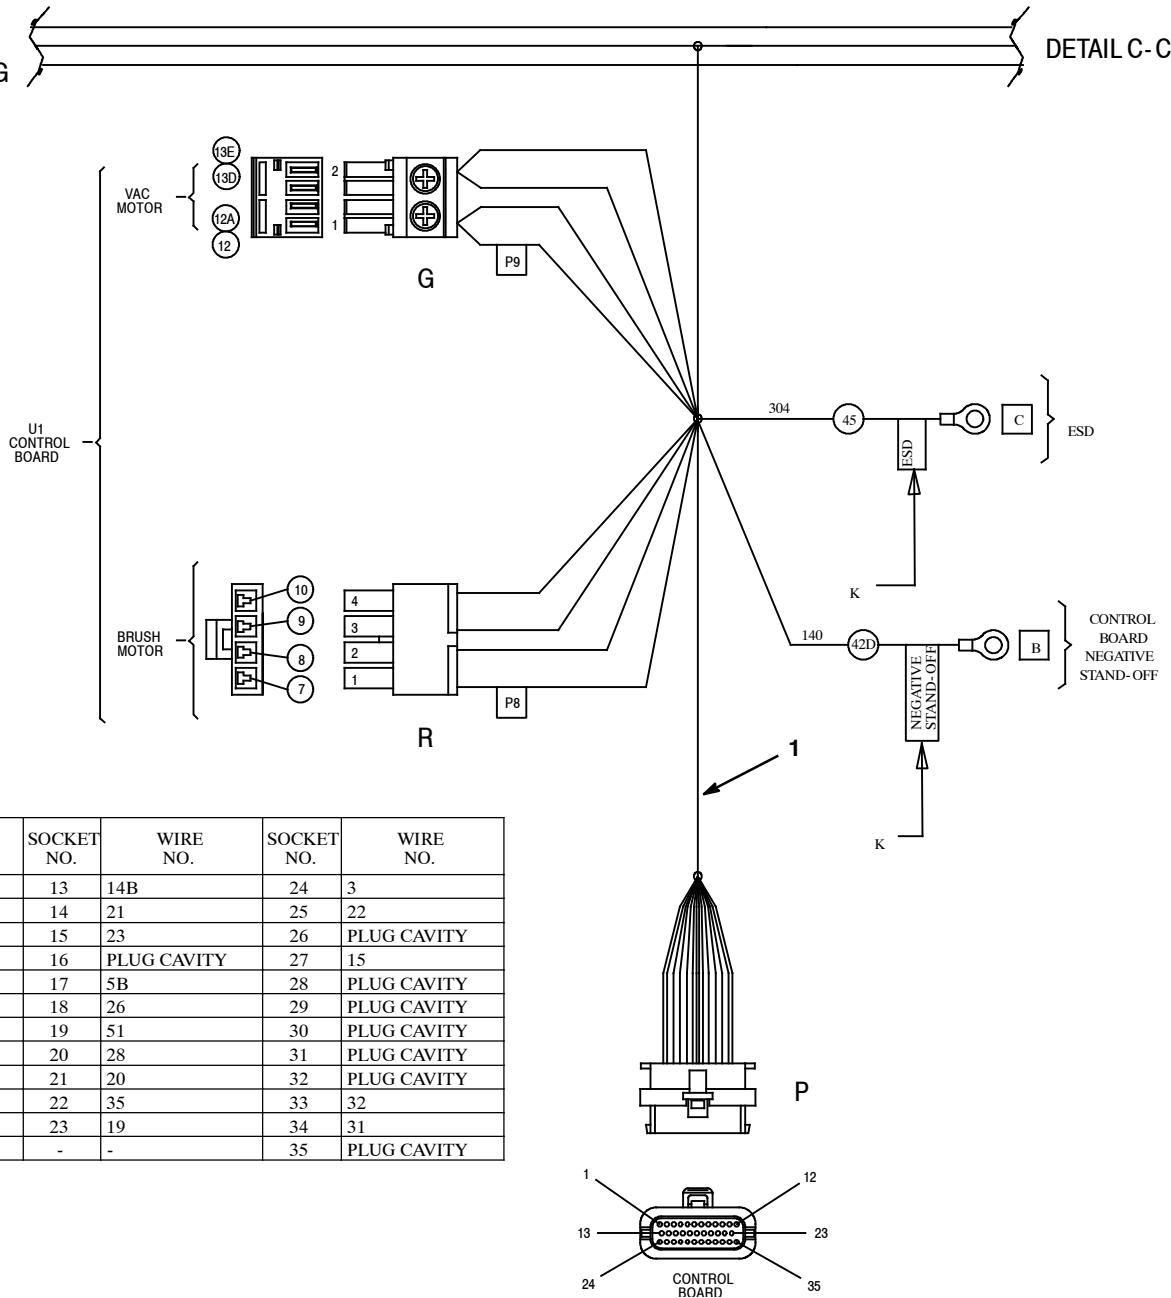 DETAIL C-C
G
13E
13D
12A
12
VAC
MOTOR
2
1
G
P9
U1
CONTROL
BOARD
304
45
ESD
C
ESD
K
10
9
8
7
BRUSH
MOTOR
4
3
2
1
R
P8
140
42D
NEGATIVE
STAND-OFF
B
CONTROL
BOARD
NEGATIVE
STAND-OFF
K
1
SOCKET NO. WIRE NO. SOCKET NO. WIRE NO.
13 14B 24 3
14 21 25 22
15 23 26 PLUG CAVITY
16 PLUG CAVITY 27 15
17 5B 28 PLUG CAVITY
18 26 29 PLUG CAVITY
19 51 30 PLUG CAVITY
20 28 31 PLUG CAVITY
21 20 32 PLUG CAVITY
22 35 33 32
23 19 34 31
- - 35 PLUG CAVITY
P
1 12
13 23
24 35
CONTROL
BOARD